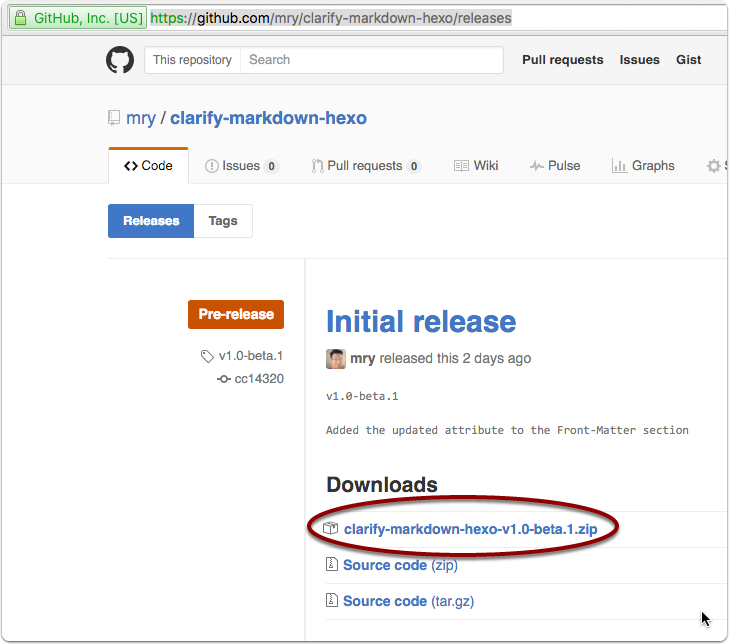 GitHub, Inc. [US] https://github.com/mry/clarify-markdown-hexo/releases
This repository Search Pull requests Issues Gist
mry / clarify-markdown-hexo
Code Issues 0 Pull requests 0 Wiki Pulse Graphs
Releases Tags
Pre-release
v1.0-beta.1
cc14320
Initial release
mry released this 2 days ago
v1.0-beta.1
Added the updated attribute to the Front-Matter section
Downloads
clarify-markdown-hexo-v1.0-beta.1.zip
Source code (zip)
Source code (tar.gz)